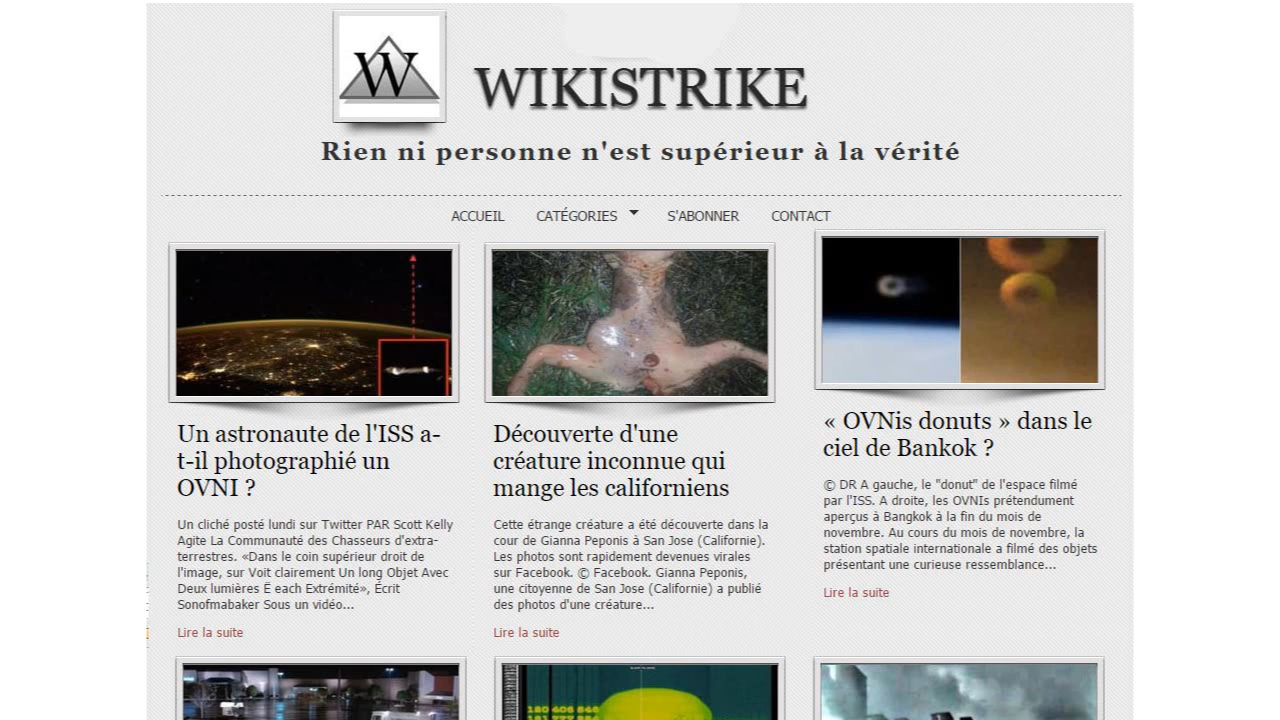 W
WIKISTRIKE
Rien ni personne n'est supérieur à la vérité
ACCUEIL CATÉGORIES S'ABONNER CONTACT
Un astronaute de l'ISS a-
t-il photographié un
OVNI ?
Un cliché posté lundi sur Twitter PAR Scott Kelly
Agite La Communauté des Chasseurs d'extra-
terrestres. «Dans le coin supérieur droit de
l'image, sur Voit clairement Un long Objet Avec
Deux lumières Ë each Extrémité», Écrit
Sonofmabaker Sous un vidéo...
Lire la suite
Découverte d'une
créature inconnue qui
mange les californiens
Cette étrange créature a été découverte dans la
cour de Gianna Peponis à San Jose (Californie).
Les photos sont rapidement devenues virales
sur Facebook. © Facebook. Gianna Peponis,
une citoyenne de San Jose (Californie) a publié
des photos d'une créature...
Lire la suite
« OVNis donuts » dans le
ciel de Bankok ?
© DR A gauche, le "donut" de l'espace filmé
par l'ISS. A droite, les OVNIs prétendument
aperçus à Bangkok à la fin du mois de
novembre. Au cours du mois de novembre, la
station spatiale internationale a filmé des objets
présentant une curieuse ressemblance...
Lire la suite